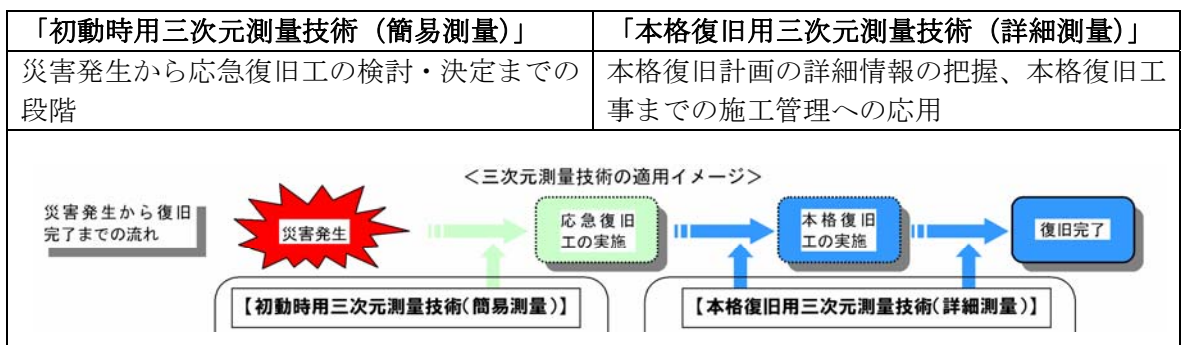 「初動時用三次元測量技術（簡易測量）」
「本格復旧用三次元測量技術（詳細測量）」
災害発生から応急復旧工の検討・決定までの
段階
本格復旧計画の詳細情報の把握、本格復旧工
事までの施工管理への応用
＜三次元測量技術の適用イメージ＞
災害発生から復旧
完了までの流れ
災害発生
応急復旧
工の実施
本格復旧
工の実施
復旧完了
【初動時用三次元測量技術(簡易測量)】
【本格復旧用三次元測量技術(詳細測量)】